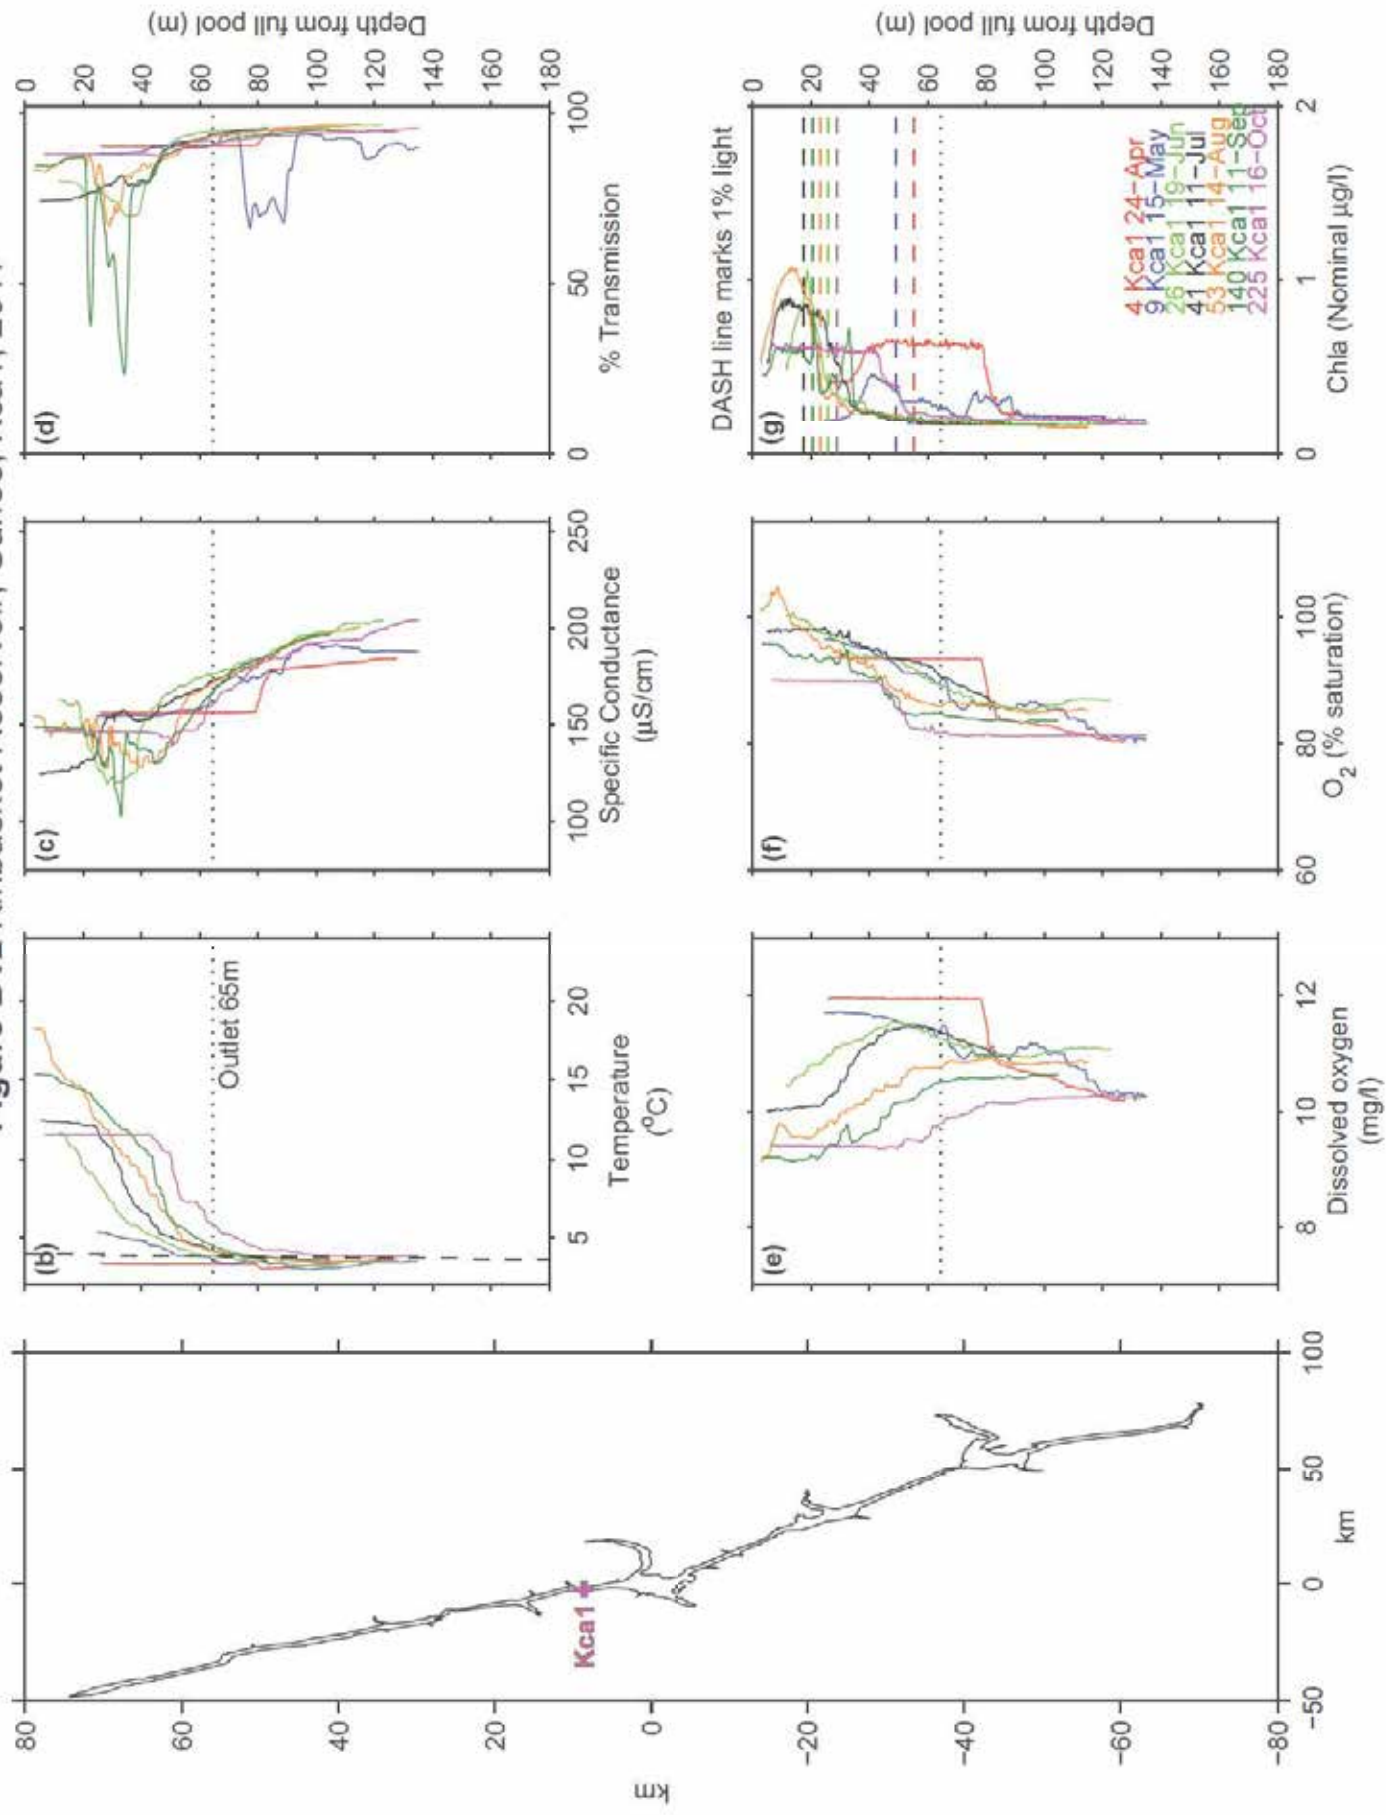 (b)
(c)
(d)
0
20
40
60
80
100
120
140
160
180
Depth from full pool (m)
Outlet 65m
5
10
15
20
Temperature
(°C)
100
150
200
250
Specific Conductance
(µS/cm)
0
50
100
% Transmission
80
60
40
20
0
−20
−40
−60
−80
km
Kca1
−50
0
50
100
km
(e)
(f)
DASH line marks 1% light
(g)
4 Kca1 24−Apr
9 Kca1 15−May
26 Kca1 19−Jun
41 Kca1 11−Jul
53 Kca1 14−Aug
140 Kca1 11−Sep
225 Kca1 16−Oct
0
20
40
60
80
100
120
140
160
180
Depth from full pool (m)
8
10
12
Dissolved oxygen
(mg/l)
60
80
100
O2 (% saturation)
0
1
2
Chla (Nominal µg/l)